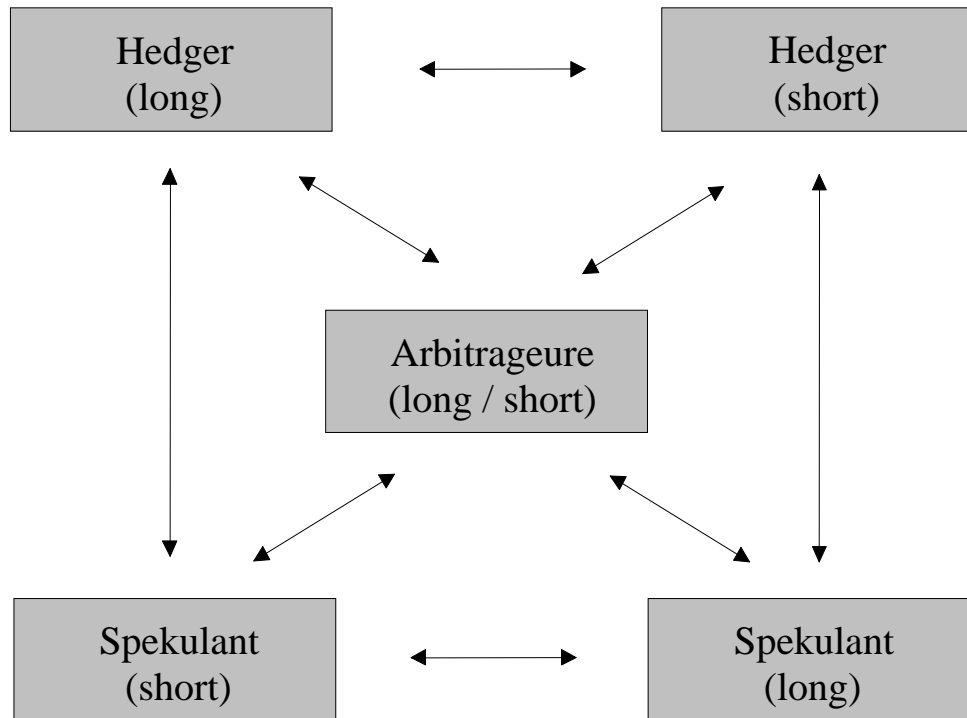 Hedger
(long)
Hedger
(short)
Arbitrageure
(long / short)
Spekulant
(short)
Spekulant
(long)